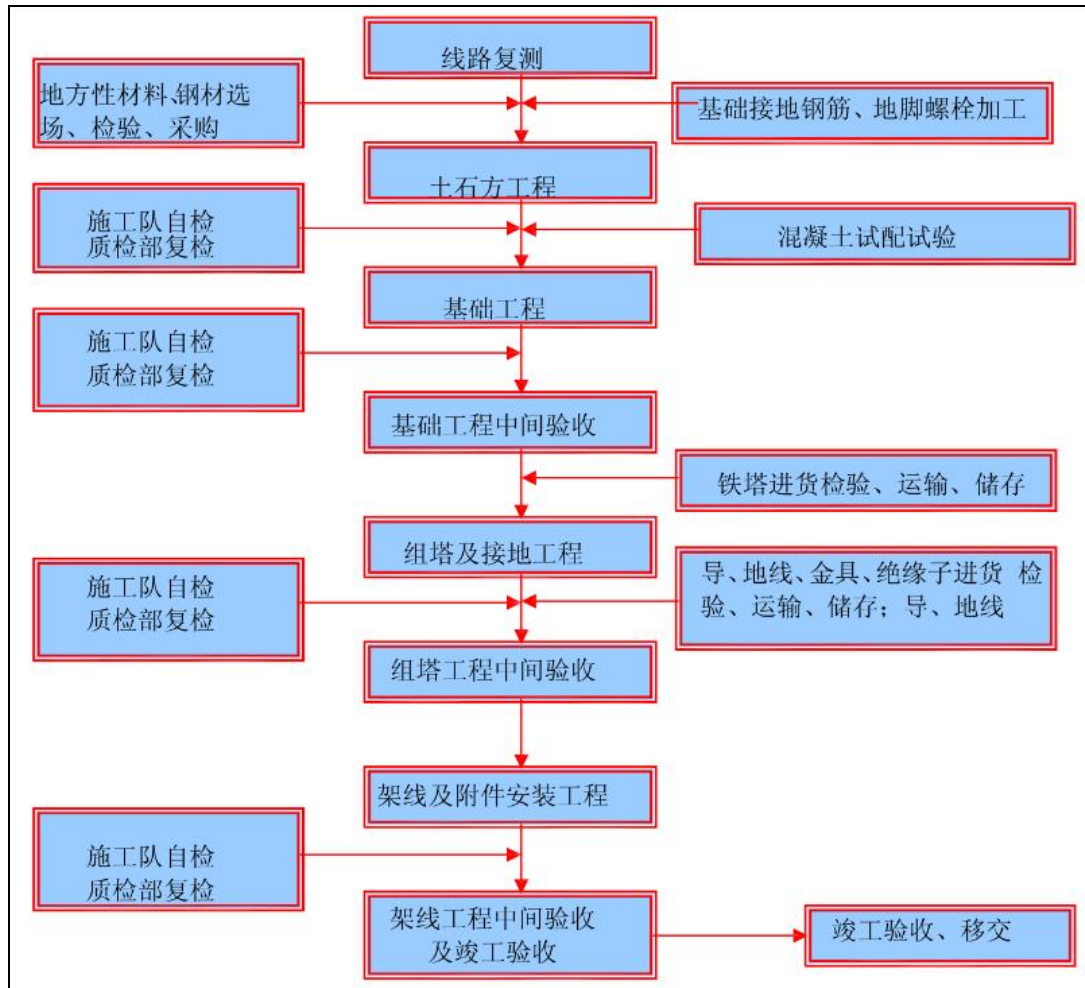 线路复测
地方性材料、钢材选
场、检验、采购
基础接地钢筋、地脚螺栓加工
土石方工程
施工队自检
质检部复检
混凝土试配试验
基础工程
施工队自检
质检部复检
基础工程中间验收
铁塔进货检验、运输、储存
组塔及接地工程
施工队自检
质检部复检
导、地线、金具、绝缘子进货 检
验、运输、储存；导、地线
组塔工程中间验收
架线及附件安装工程
施工队自检
质检部复检
架线工程中间验收
及竣工验收
竣工验收、移交